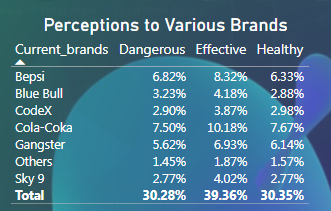 Perceptions to Various Brands
Current_brands Dangerous Effective Healthy
Bepsi 6.82% 8.32% 6.33%
Blue Bull 3.23% 4.18% 2.88%
CodeX 2.90% 3.87% 2.98%
Cola-Coka 7.50% 10.18% 7.67%
Gangster 5.62% 6.93% 6.14%
Others 1.45% 1.87% 1.57%
Sky 9 2.77% 4.02% 2.77%
Total 30.28% 39.36% 30.35%